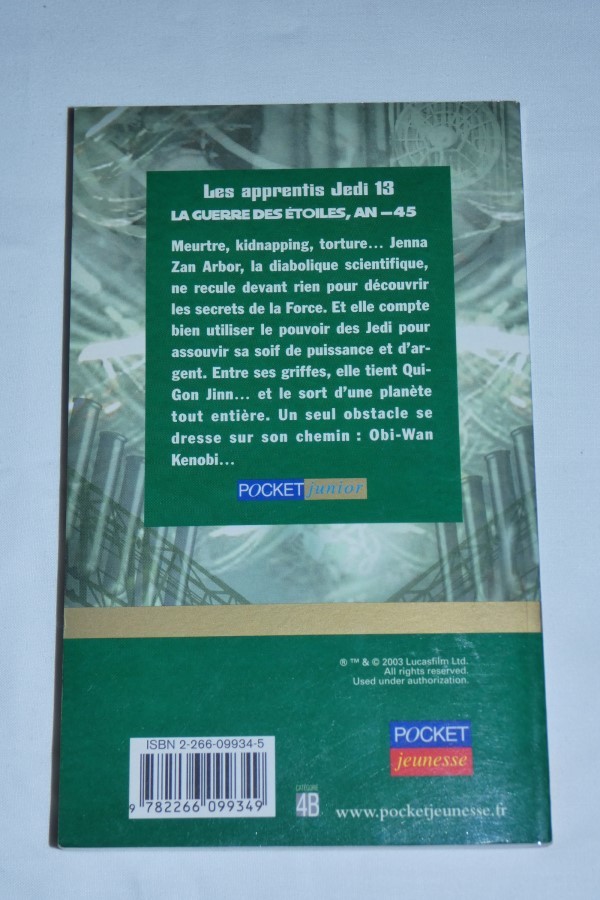 Les apprentis Jedi 13
LA GUERRE DES ÉTOILES, AN –45
Meurtre, kidnapping, torture... Jenna
Zan Arbor, la diabolique scientifique,
ne recule devant rien pour découvrir
les secrets de la Force. Et elle compte
bien utiliser le pouvoir des Jedi pour
assouvir sa soif de puissance et d'ar-
gent. Entre ses griffes, elle tient Qui-
Gon Jinn... et le sort d'une planète
tout entière. Un seul obstacle se
dresse sur son chemin : Obi-Wan
Kenobi...
POCKET junior
® ™ & © 2003 Lucasfilm Ltd.
All rights reserved.
Used under authorization.
ISBN 2-266-09934-5
9 782266 099349
CATÉGORIE
4B
POCKET
jeunesse
www.pocketjeunesse.fr